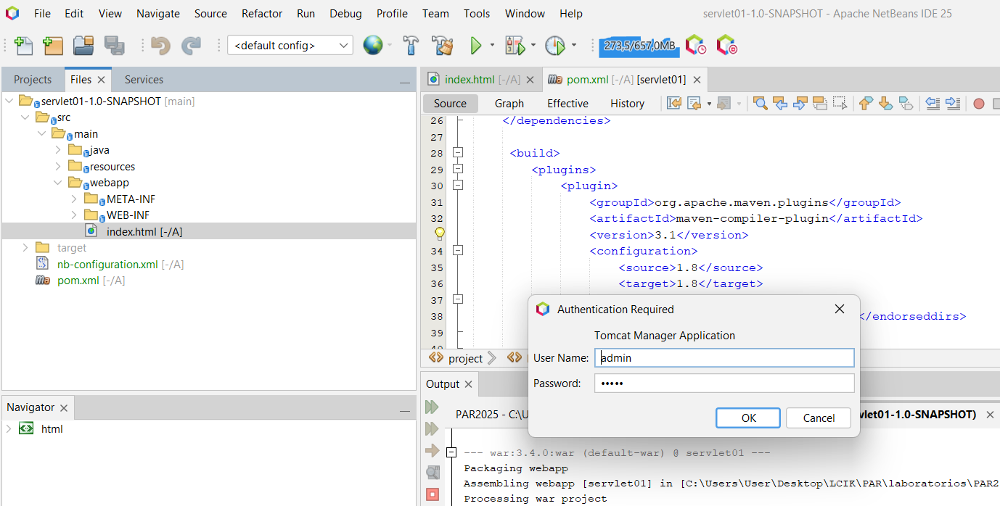 File Edit View Navigate Source Refactor Run Debug Profile Team Tools Window Help servlet01-1.0-SNAPSHOT - Apache NetBeans IDE 25
<default config> 273,5/657,0MB
Projects Files Services
servlet01-1.0-SNAPSHOT [main]
src
main
java
resources
webapp
META-INF
WEB-INF
index.html [-/A]
target
nb-configuration.xml [-/A]
pom.xml [-/A]
Navigator
html
index.html [-/A] pom.xml [-/A] [servlet01]
Source Graph Effective History
26 </dependencies>
27
28 <build>
29 <plugins>
30 <plugin>
31 <groupId>org.apache.maven.plugins</groupId>
32 <artifactId>maven-compiler-plugin</artifactId>
<version>3.1</version>
34 <configuration>
35 <source>1.8</source>
36 <target>1.8</target>
37
38 </endorseddirs>
39
project
Authentication Required
Tomcat Manager Application
User Name: admin
Password: •••••
OK Cancel
Output
PAR2025 - C:\U vlet01-1.0-SNAPSHOT)
--- war:3.4.0:war (default-war) @ servlet01 ---
Packaging webapp
Assembling webapp [servlet01] in [C:\Users\User\Desktop\LCIK\PAR\laboratorios\PAR2
Processing war project